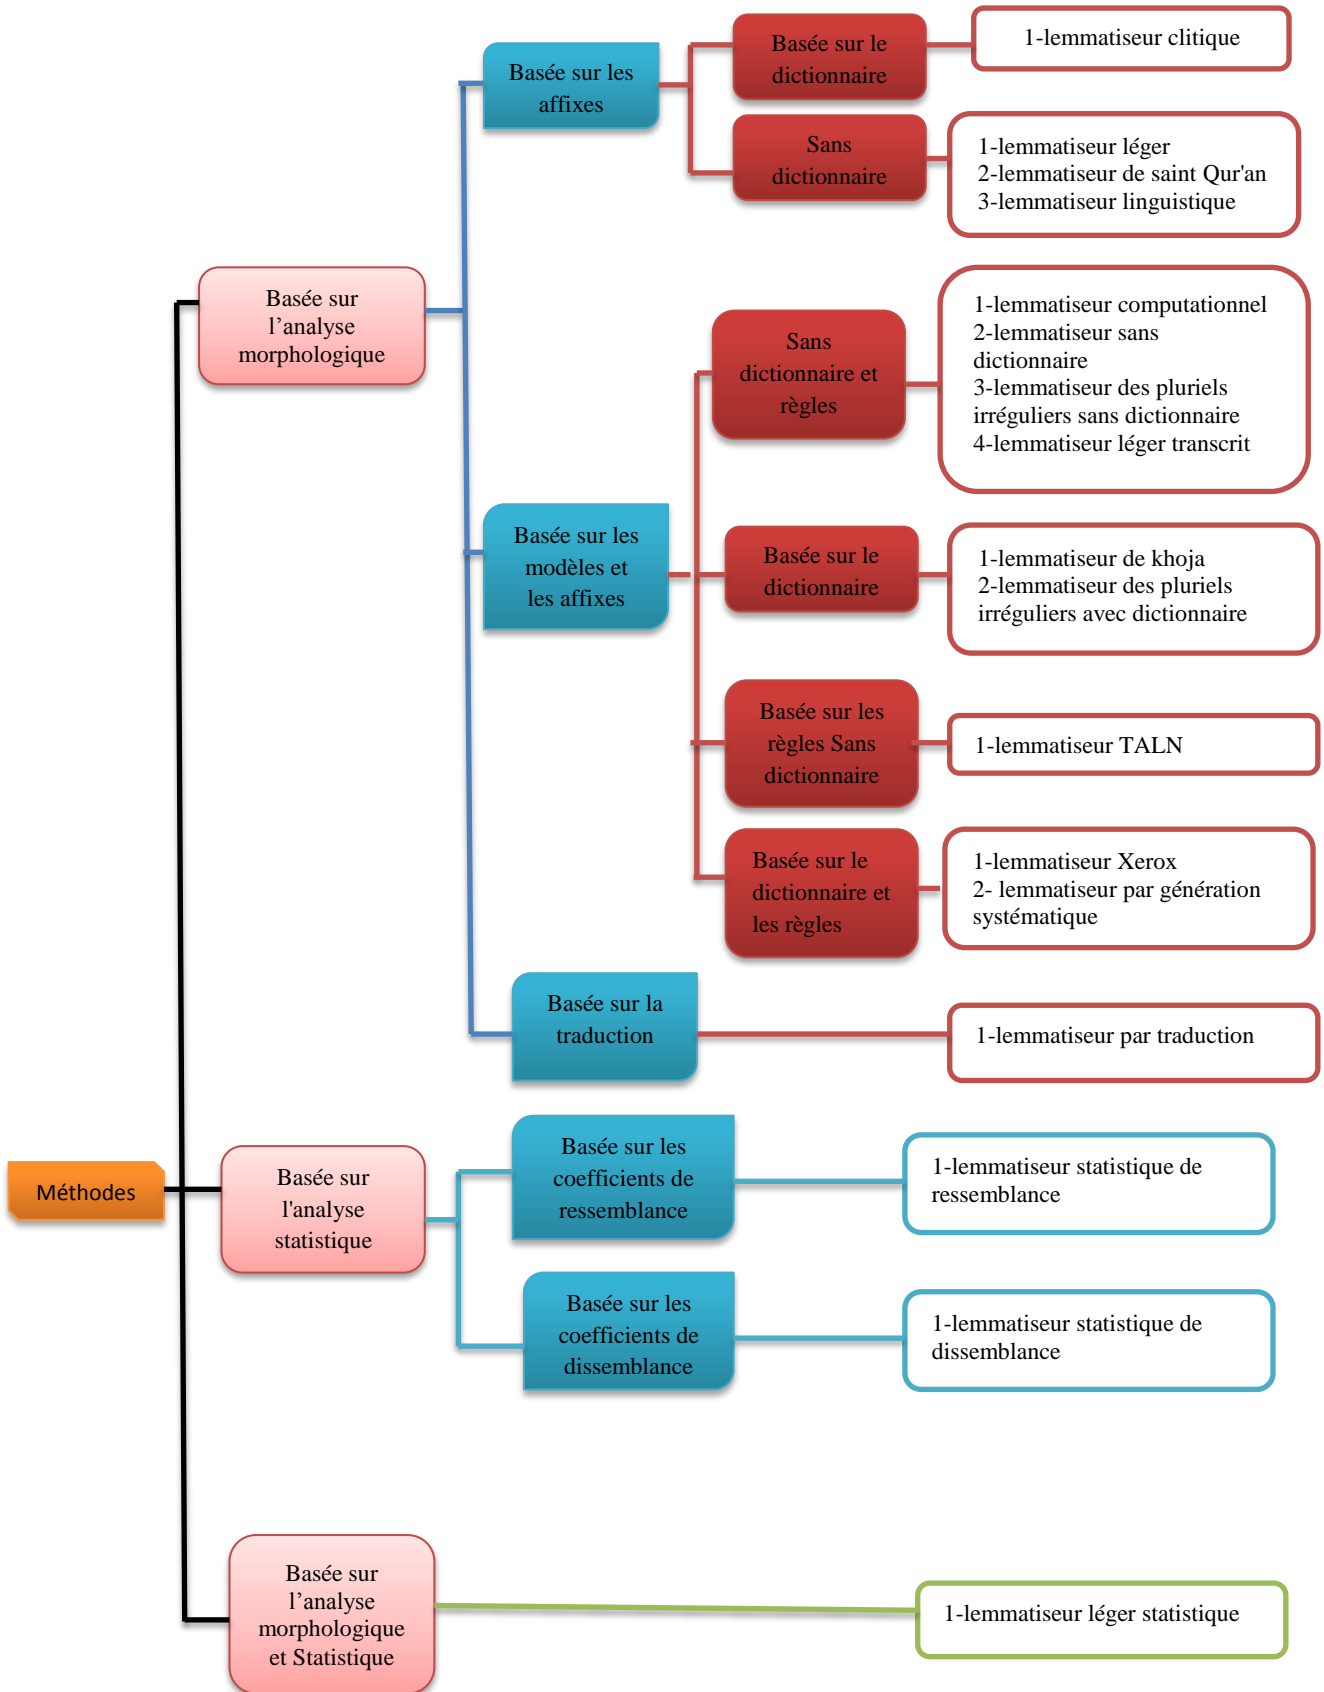 Basée sur le
dictionnaire
1-lemmatiseur clitique
Basée sur les
affixes
Sans
dictionnaire
1-lemmatiseur léger
2-lemmatiseur de saint Qur'an
3-lemmatiseur linguistique
Basée sur
l’analyse
morphologique
Sans
dictionnaire et
règles
1-lemmatiseur computationnel
2-lemmatiseur sans
dictionnaire
3-lemmatiseur des pluriels
irréguliers sans dictionnaire
4-lemmatiseur léger transcrit
Basée sur les
modèles et
les affixes
Basée sur le
dictionnaire
1-lemmatiseur de khoja
2-lemmatiseur des pluriels
irréguliers avec dictionnaire
Basée sur les
règles Sans
dictionnaire
1-lemmatiseur TALN
Basée sur le
dictionnaire et
les règles
1-lemmatiseur Xerox
2- lemmatiseur par génération
systématique
Basée sur la
traduction
1-lemmatiseur par traduction
Méthodes
Basée sur
l'analyse
statistique
Basée sur les
coefficients de
ressemblance
1-lemmatiseur statistique de
ressemblance
Basée sur les
coefficients de
dissemblance
1-lemmatiseur statistique de
dissemblance
Basée sur
l’analyse
morphologique
et Statistique
1-lemmatiseur léger statistique